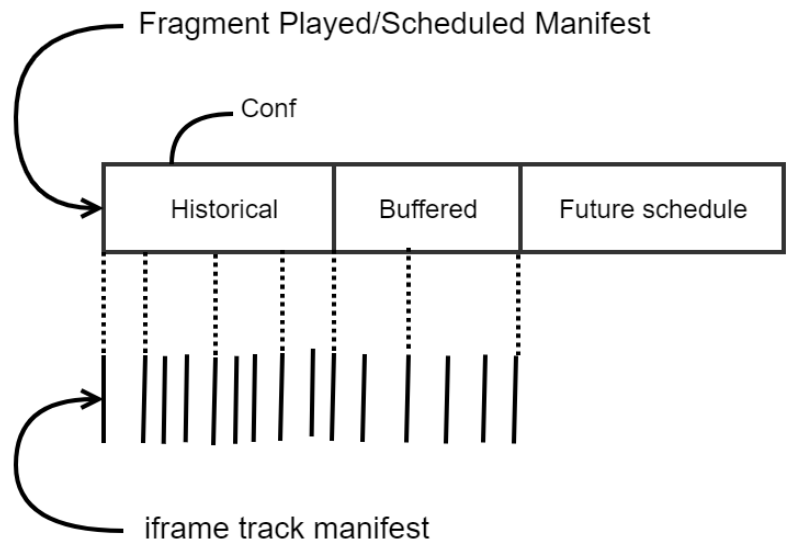 Fragment Played/Scheduled Manifest
Conf
Historical
Buffered
Future schedule
iframe track manifest